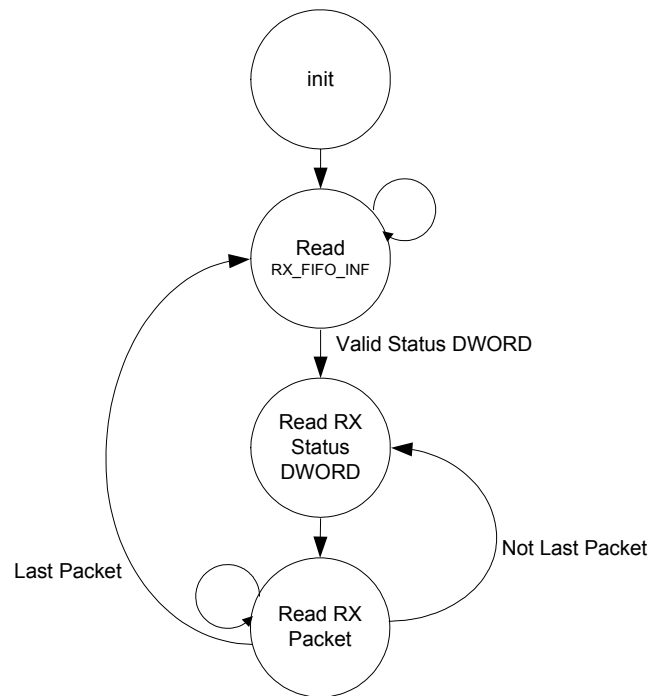 init
Read
RX_FIFO_INF
Valid Status DWORD
Read RX
Status
DWORD
Not Last Packet
Last Packet
Read RX
Packet